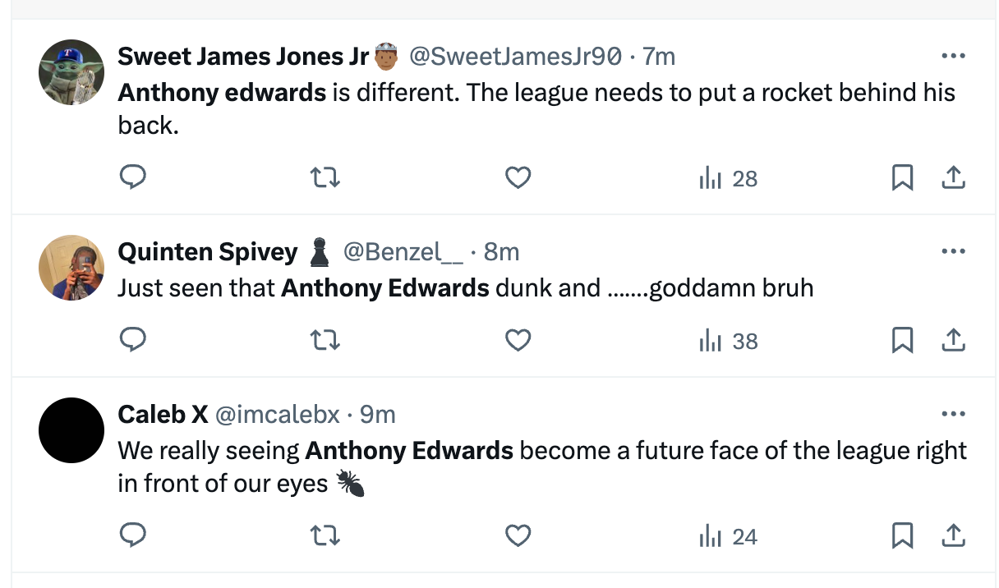 Sweet James Jones Jr🤴🏾 @SweetJamesJr90 · 7m
Anthony edwards is different. The league needs to put a rocket behind his
back.
28
Quinten Spivey ♟️ @Benzel__ · 8m
Just seen that Anthony Edwards dunk and …….goddamn bruh
38
Caleb X @imcalebx · 9m
We really seeing Anthony Edwards become a future face of the league right
in front of our eyes 🐜
24